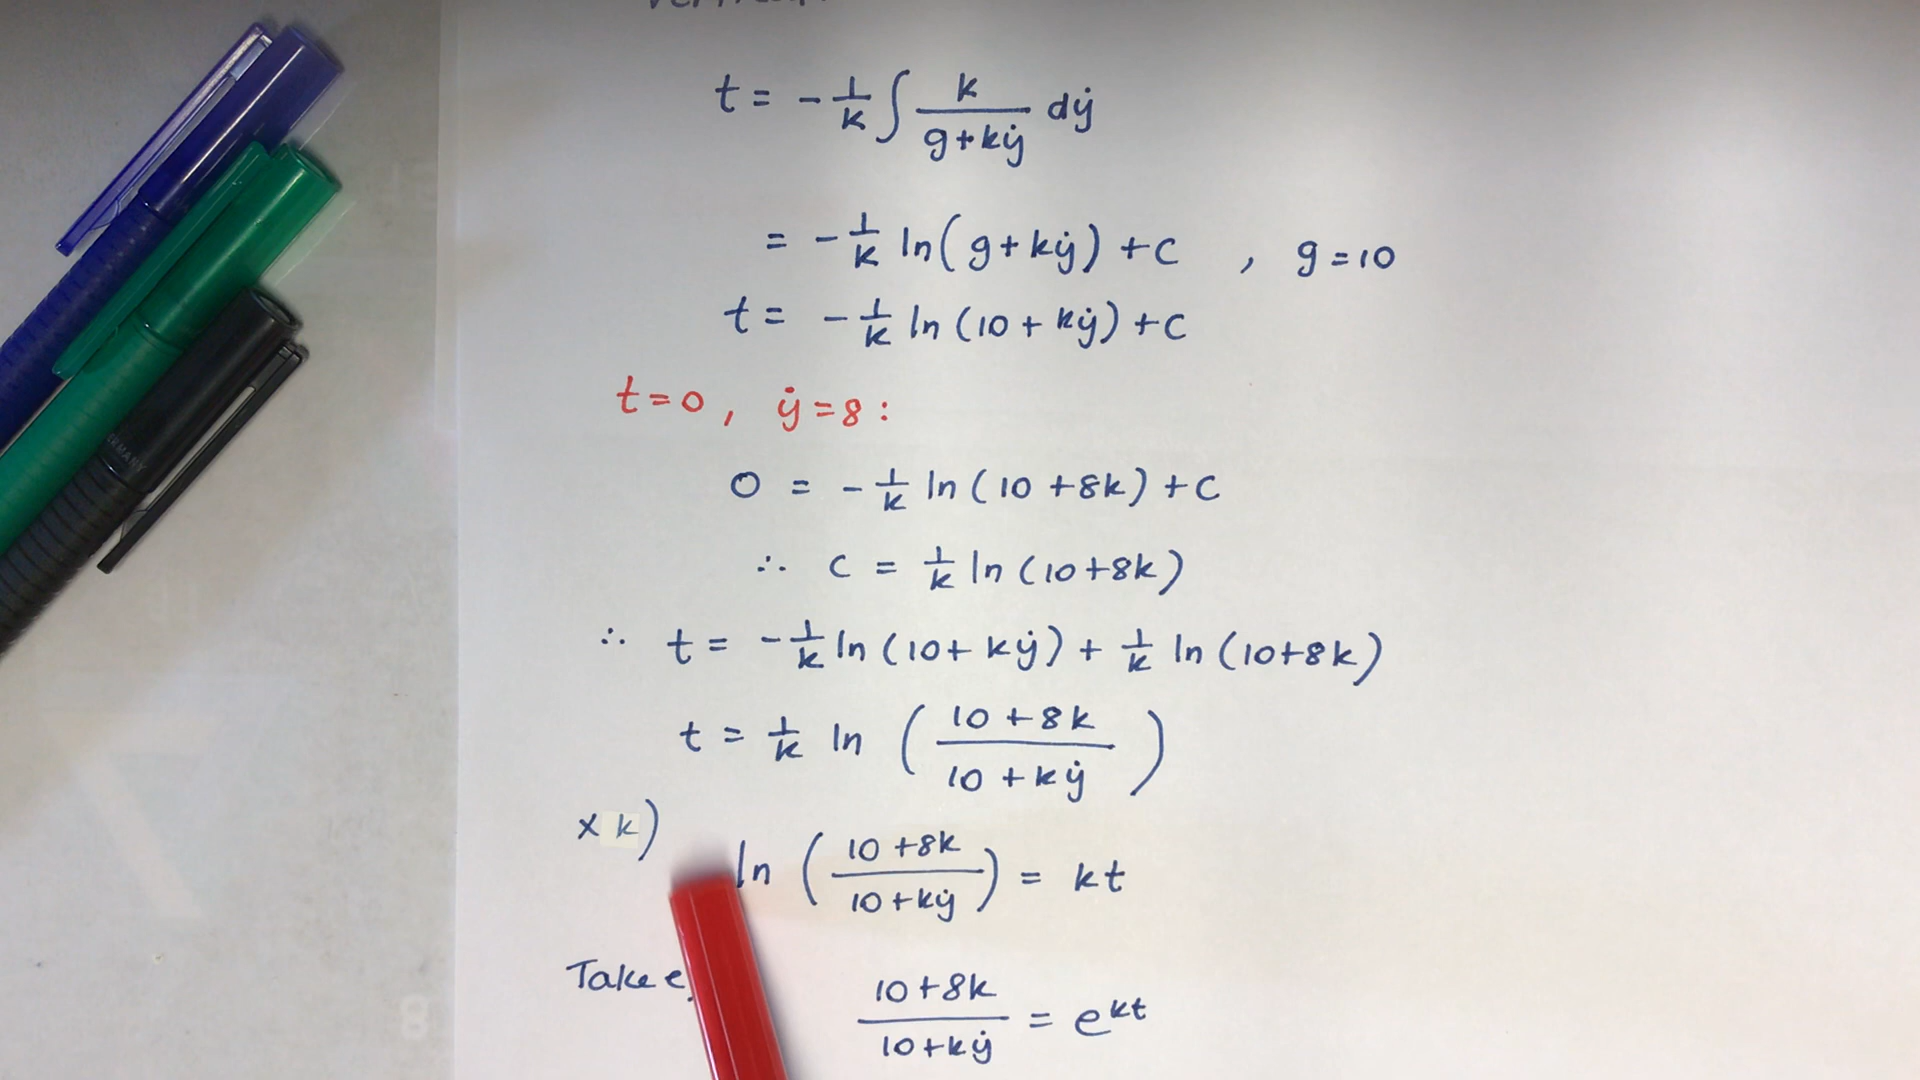 t = - 1/k ∫ k/(g+kẏ) dẏ
= - 1/k ln(g+kẏ) + c , g=10
t = - 1/k ln(10+kẏ) + c
t=0, ẏ=8:
0 = - 1/k ln(10+8k) + c
∴ c = 1/k ln(10+8k)
∴ t = - 1/k ln(10+kẏ) + 1/k ln(10+8k)
t = 1/k ln((10+8k)/(10+kẏ))
×k)
ln((10+8k)/(10+kẏ)) = kt
Take e
(10+8k)/(10+kẏ) = e^kt